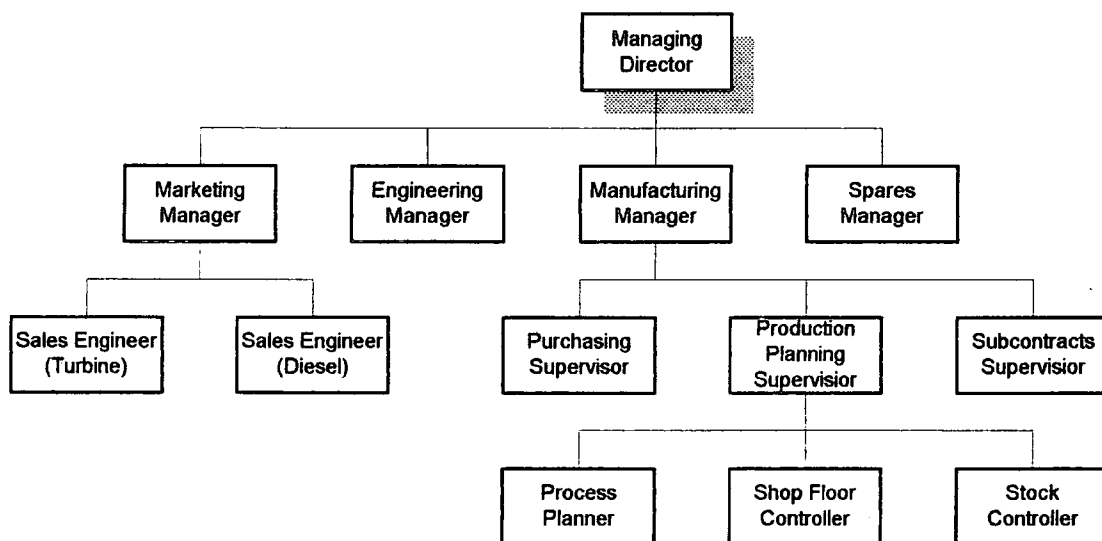 Managing
Director
Marketing
Manager
Engineering
Manager
Manufacturing
Manager
Spares
Manager
Sales Engineer
(Turbine)
Sales Engineer
(Diesel)
Purchasing
Supervisor
Production
Planning
Supervisior
Subcontracts
Supervisior
Process
Planner
Shop Floor
Controller
Stock
Controller